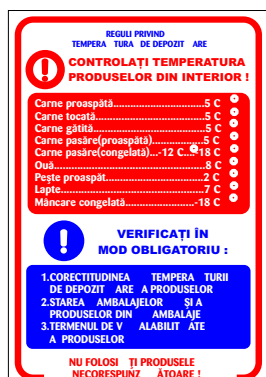 REGULI PRIVIND
TEMPERA TURA DE DEPOZIT ARE
CONTROLAȚI TEMPERATURA
PRODUSELOR DIN INTERIOR !
Carne proaspătă......................................5 C °
Carne tocată............................................5 C °
Carne gătită.............................................5 C °
Carne pasăre(proaspătă).........................5 C °
Carne pasăre(congelată)...-12 C°...-18 C °
Ouă...........................................................8 C °
Pește proaspăt.........................................2 C °
Lapte........................................................7 C °
Mâncare congelată............................-18 C °
VERIFICAȚI ÎN
MOD OBLIGATORIU :
1.CORECTITUDINEA TEMPERA TURII
DE DEPOZIT ARE A PRODUSELOR
2.STAREA AMBALAJELOR ȘI A
PRODUSELOR DIN AMBALAJE
3.TERMENUL DE V ALABILIT ATE
A PRODUSELOR
NU FOLOSI ȚI PRODUSELE
NECORESPUNZ ĂTOARE !